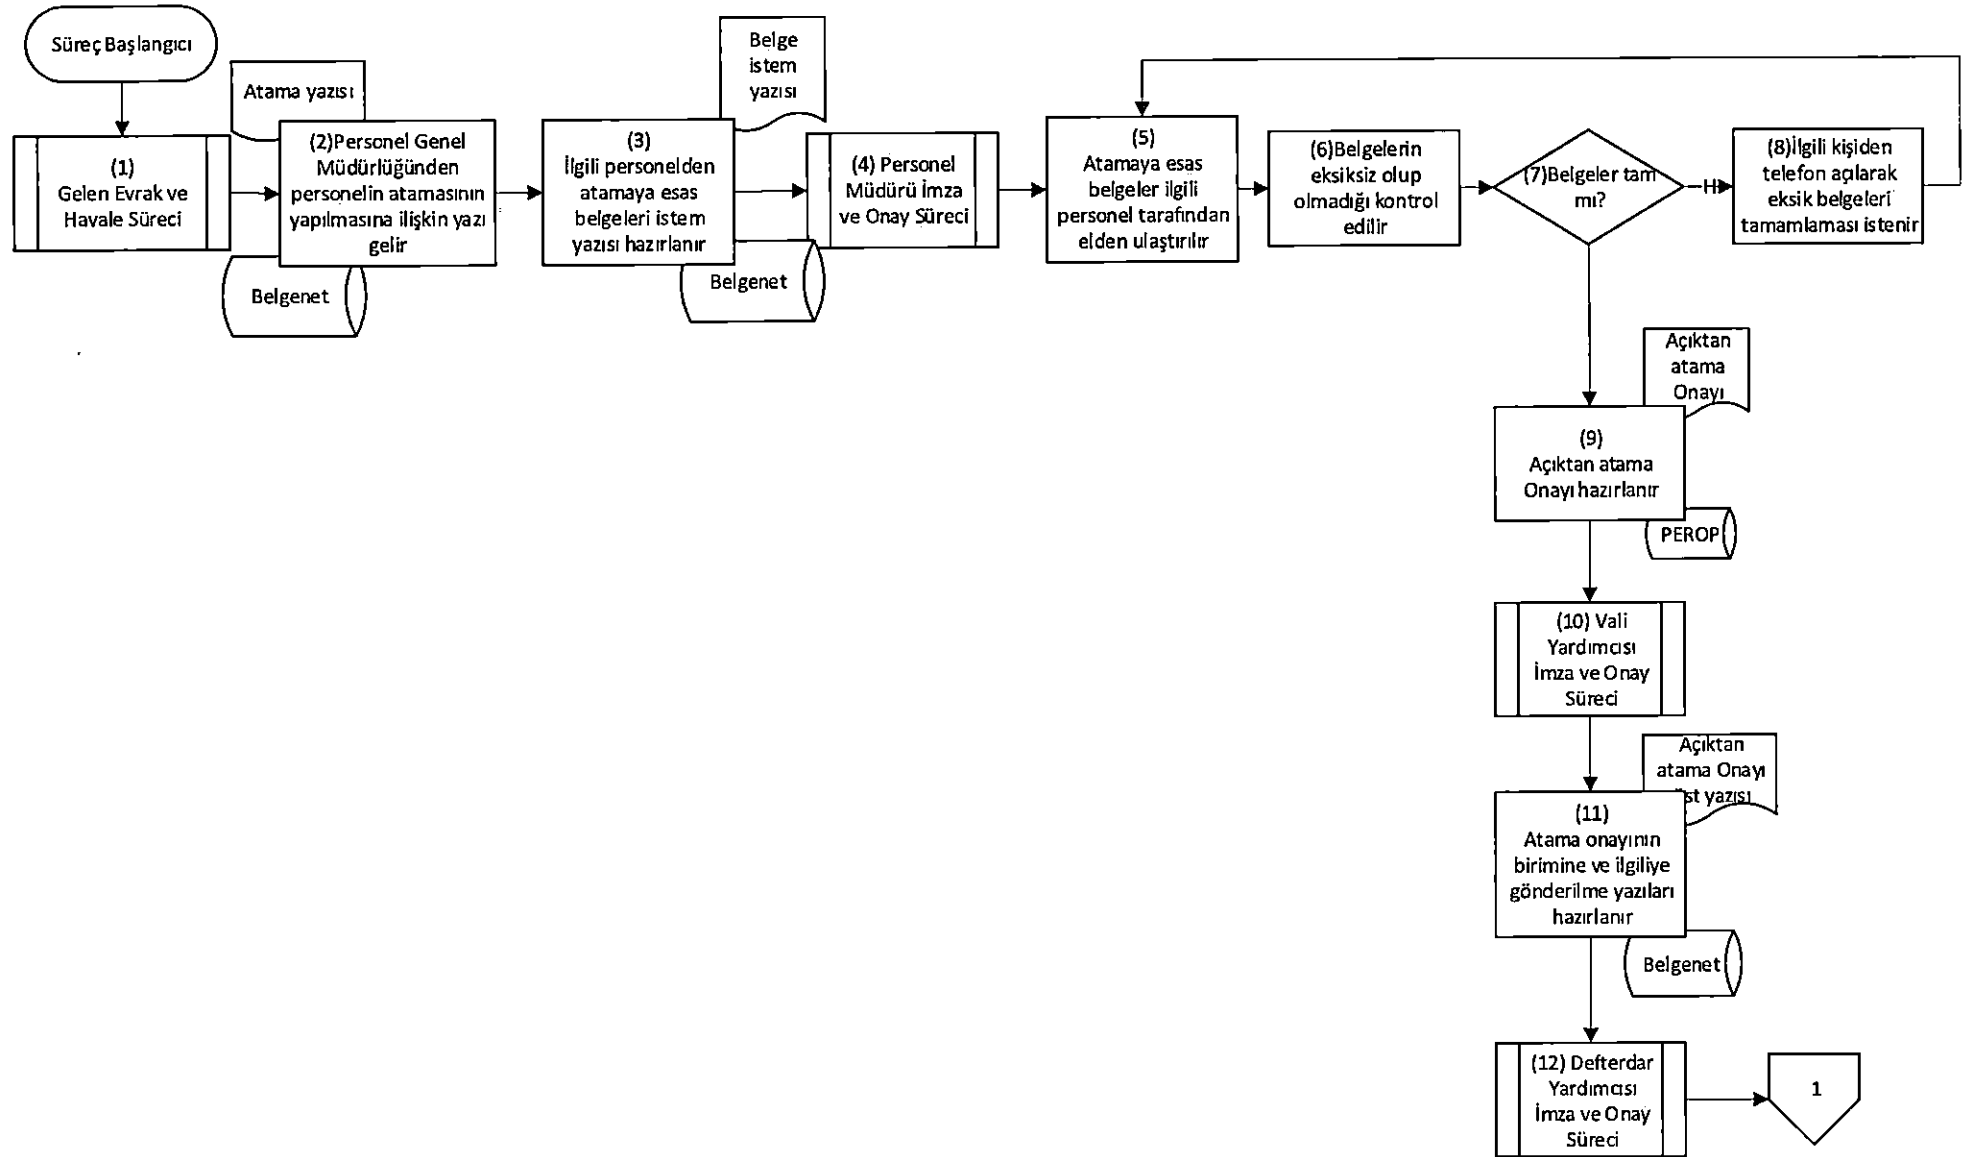 Süreç Başlangıcı
(1)
Gelen Evrak ve
Havale Süreci
Atama yazısı
(2)Personel Genel
Müdürlüğünden
personelin atamasının
yapılmasına ilişkin yazı
gelir
Belgenet
(3)
İlgili personelden
atamaya esas
belgeleri istem
yazısı hazırlanır
Belge
istem
yazısı
Belgenet
(4) Personel
Müdürü İmza
ve Onay Süreci
(5)
Atamaya esas
belgeler ilgili
personel tarafından
elden ulaştırılır
(6)Belgelerin
eksiksiz olup
olmadığı kontrol
edilir
(7)Belgeler tam
mı?
H
(8)İlgili kişiden
telefon açılarak
eksik belgeleri
tamamlaması istenir
Açıktan
atama
Onayı
(9)
Açıktan atama
Onayı hazırlanır
PEROP
(10) Vali
Yardımcısı
İmza ve Onay
Süreci
Açıktan
atama Onayı
yazısı
(11)
Atama onayının
birimine ve ilgiliye
gönderilme yazıları
hazırlanır
Belgenet
(12) Defterdar
Yardımcısı
İmza ve Onay
Süreci
1